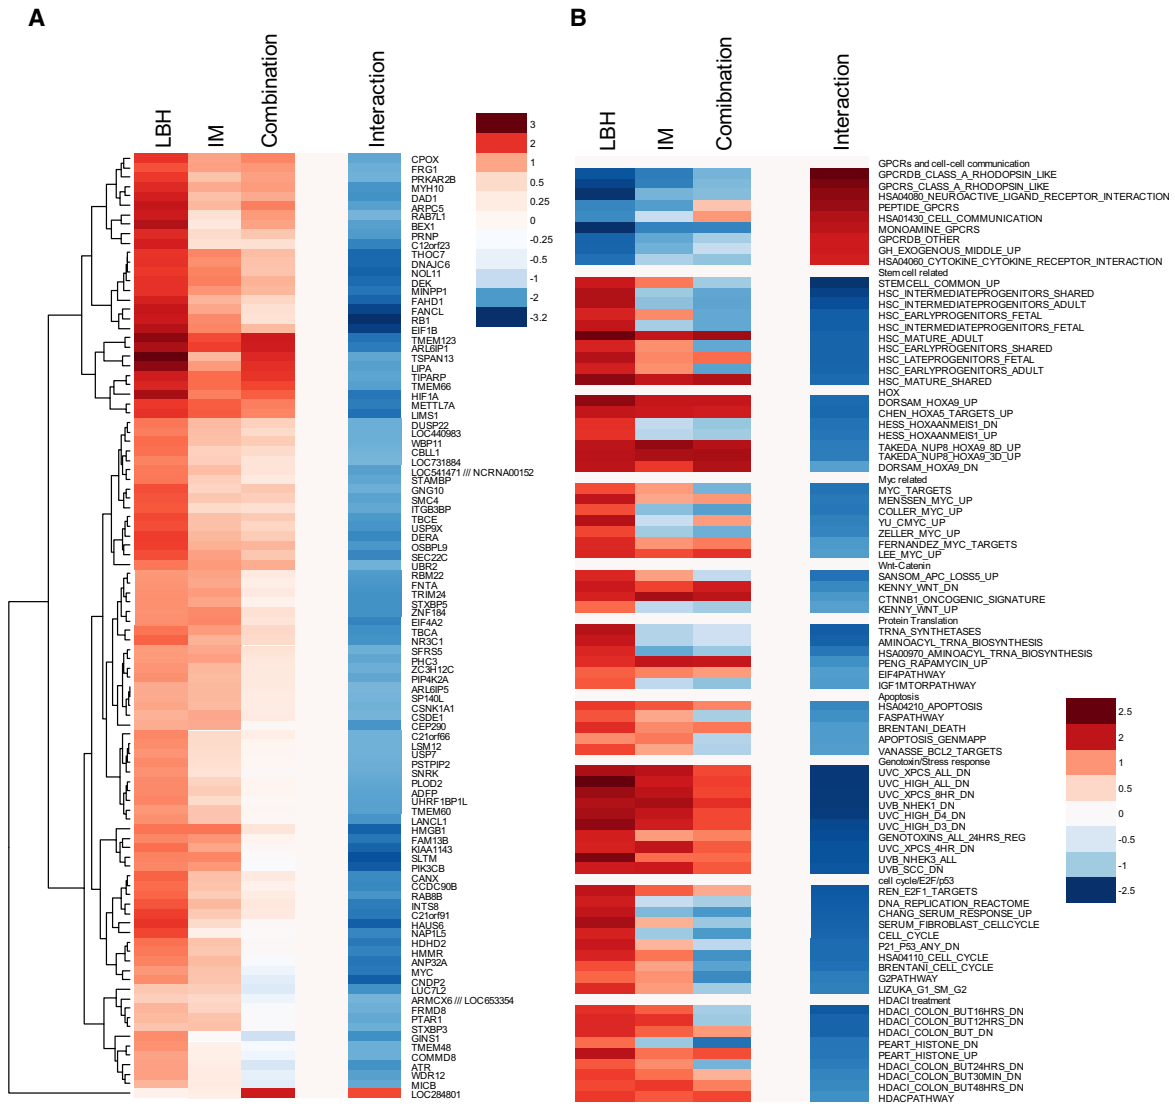 A
B
LBH
IM
Combination
Interaction
3
2
1
0.5
0.25
0
-0.25
-0.5
-1
-2
-3.2
CPOX
FRG1
PRKAR2B
MYH10
DAD1
ARPC5
RAB7L1
BEX1
PRNP
C12orf23
THOC7
DNAJC6
NOL11
DEK
MINPP1
FAHD1
FANCL
RB1
EIF1B
TMEM123
ARL6IP1
TSPAN13
LIPA
TIPARP
TMEM66
HIF1A
METTL7A
LIMS1
DUSP22
LOC440983
WBP11
CBLL1
LOC731884
LOC541471 /// NCRNA00152
STAMBP
GNG10
SMC4
ITGB3BP
TBCE
USP9X
DERA
OSBPL9
SEC22C
UBR2
RBM22
FNTA
TRIM24
STXBP5
ZNF184
EIF4A2
TBCA
NR3C1
SFRS5
PHC3
ZC3H12C
PIP4K2A
ARL6IP5
SP140L
CSNK1A1
CSDE1
CEP290
C21orf66
LSM12
USP7
PSTPIP2
SNRK
PLOD2
ADFP
UHRF1BP1L
TMEM60
LANCL1
HMGB1
FAM13B
KIAA1143
SLTM
PIK3CB
CANX
CCDC90B
RAB8B
INTS8
C21orf91
HAUS6
NAP1L5
HDHD2
HMMR
ANP32A
MYC
CNDP2
LUC7L2
ARMCX6 /// LOC653354
FRMD8
PTAR1
STXBP3
GINS1
TMEM48
COMMD8
ATR
WDR12
MICB
LOC284801
LBH
IM
Comibnation
Interaction
GPCRs and cell-cell communication
GPCRDB_CLASS_A_RHODOPSIN_LIKE
GPCRS_CLASS_A_RHODOPSIN_LIKE
HSA04080_NEUROACTIVE_LIGAND_RECEPTOR_INTERACTION
PEPTIDE_GPCRS
HSA01430_CELL_COMMUNICATION
MONOAMINE_GPCRS
GPCRDB_OTHER
GH_EXOGENOUS_MIDDLE_UP
HSA04060_CYTOKINE_CYTOKINE_RECEPTOR_INTERACTION
Stem cell related
STEMCELL_COMMON_UP
HSC_INTERMEDIATEPROGENITORS_SHARED
HSC_INTERMEDIATEPROGENITORS_ADULT
HSC_EARLYPROGENITORS_FETAL
HSC_INTERMEDIATEPROGENITORS_FETAL
HSC_MATURE_ADULT
HSC_EARLYPROGENITORS_SHARED
HSC_LATEPROGENITORS_FETAL
HSC_EARLYPROGENITORS_ADULT
HSC_MATURE_SHARED
HOX
DORSAM_HOXA9_UP
CHEN_HOXA5_TARGETS_UP
HESS_HOXAANMEIS1_DN
HESS_HOXAANMEIS1_UP
TAKEDA_NUP8_HOXA9_8D_UP
TAKEDA_NUP8_HOXA9_3D_UP
DORSAM_HOXA9_DN
Myc related
MYC_TARGETS
MENSSEN_MYC_UP
COLLER_MYC_UP
YU_CMYC_UP
ZELLER_MYC_UP
FERNANDEZ_MYC_TARGETS
LEE_MYC_UP
Wnt-Catenin
SANSOM_APC_LOSS5_UP
KENNY_WNT_DN
CTNNB1_ONCOGENIC_SIGNATURE
KENNY_WNT_UP
Protein Translation
TRNA_SYNTHETASES
AMINOACYL_TRNA_BIOSYNTHESIS
HSA00970_AMINOACYL_TRNA_BIOSYNTHESIS
PENG_RAPAMYCIN_UP
EIF4PATHWAY
IGF1MTORPATHWAY
Apoptosis
HSA04210_APOPTOSIS
FASPATHWAY
BRENTANI_DEATH
APOPTOSIS_GENMAPP
VANASSE_BCL2_TARGETS
Genotoxin/Stress response
UVC_XPCS_ALL_DN
UVC_HIGH_ALL_DN
UVC_XPCS_8HR_DN
UVB_NHEK1_DN
UVC_HIGH_D4_DN
UVC_HIGH_D3_DN
GENOTOXINS_ALL_24HRS_REG
UVC_XPCS_4HR_DN
UVB_NHEK3_ALL
UVB_SCC_DN
cell cycle/E2F/p53
REN_E2F1_TARGETS
DNA_REPLICATION_REACTOME
CHANG_SERUM_RESPONSE_UP
SERUM_FIBROBLAST_CELLCYCLE
CELL_CYCLE
P21_P53_ANY_DN
HSA04110_CELL_CYCLE
BRENTANI_CELL_CYCLE
G2PATHWAY
LIZUKA_G1_SM_G2
HDACI treatment
HDACI_COLON_BUT16HRS_DN
HDACI_COLON_BUT12HRS_DN
HDACI_COLON_BUT_DN
PEART_HISTONE_DN
PEART_HISTONE_UP
HDACI_COLON_BUT24HRS_DN
HDACI_COLON_BUT30MIN_DN
HDACI_COLON_BUT48HRS_DN
HDACPATHWAY
2.5
2
1
0.5
0
-0.5
-1
-2.5